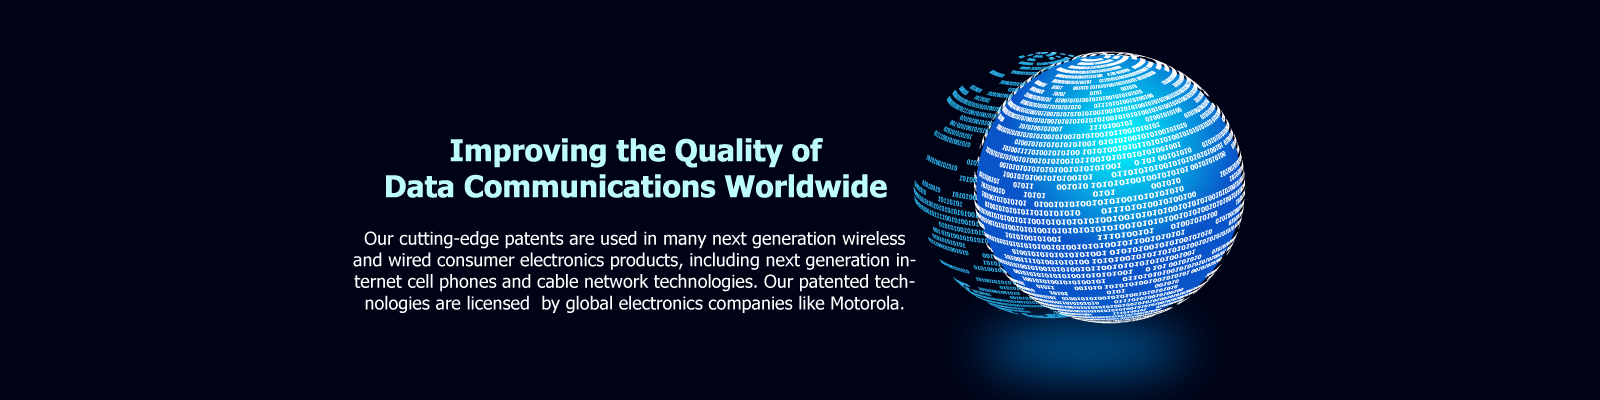 Improving the Quality of
Data Communications Worldwide
Our cutting-edge patents are used in many next generation wireless
and wired consumer electronics products, including next generation in-
ternet cell phones and cable network technologies. Our patented tech-
nologies are licensed  by global electronics companies like Motorola.